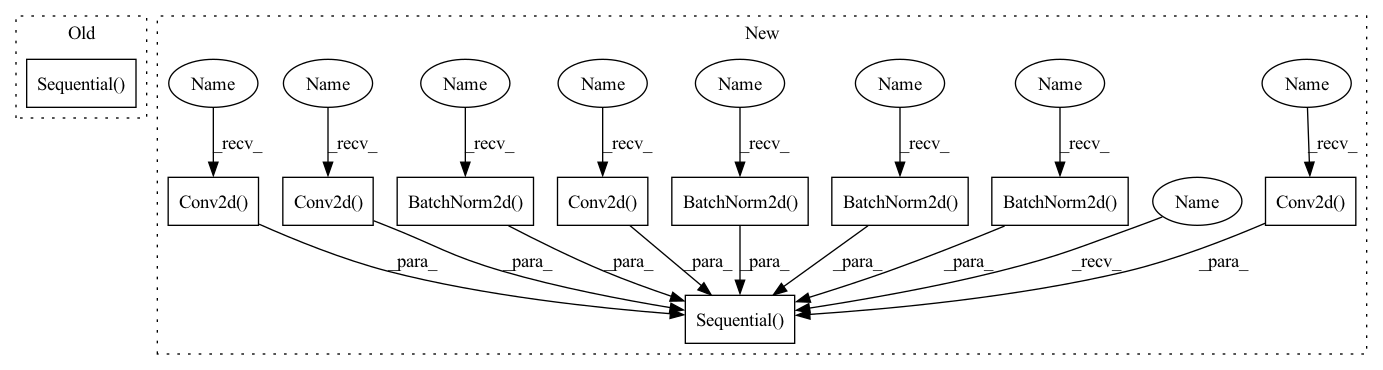 Old
New
Sequential()
Name
Name
Name
Name
Name
Name
Name
Name
_recv_
_recv_
_recv_
_recv_
_recv_
_recv_
_recv_
_recv_
Conv2d()
Conv2d()
BatchNorm2d()
Conv2d()
BatchNorm2d()
BatchNorm2d()
BatchNorm2d()
Name
Conv2d()
_para_
_para_
_para_
_para_
_para_
_para_
_para_
_recv_
_para_
Sequential()